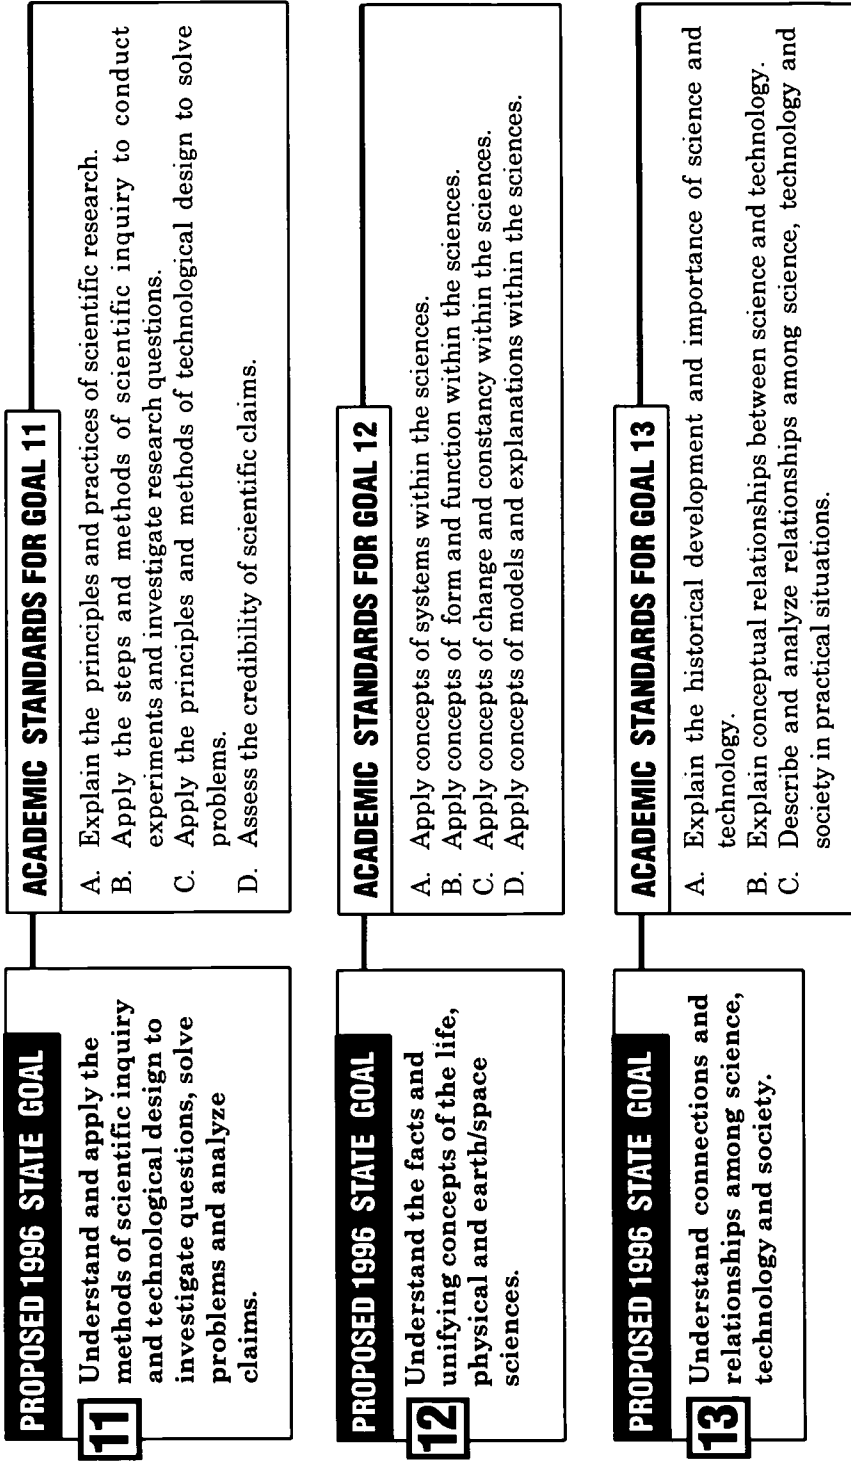 PROPOSED 1996 STATE GOAL
11
Understand and apply the
methods of scientific inquiry
and technological design to
investigate questions, solve
problems and analyze
claims.
ACADEMIC STANDARDS FOR GOAL 11
A. Explain the principles and practices of scientific research.
B. Apply the steps and methods of scientific inquiry to conduct
experiments and investigate research questions.
C. Apply the principles and methods of technological design to solve
problems.
D. Assess the credibility of scientific claims.
PROPOSED 1996 STATE GOAL
12
Understand the facts and
unifying concepts of the life,
physical and earth/space
sciences.
ACADEMIC STANDARDS FOR GOAL 12
A. Apply concepts of systems within the sciences.
B. Apply concepts of form and function within the sciences.
C. Apply concepts of change and constancy within the sciences.
D. Apply concepts of models and explanations within the sciences.
PROPOSED 1996 STATE GOAL
13
Understand connections and
relationships among science,
technology and society.
ACADEMIC STANDARDS FOR GOAL 13
A. Explain the historical development and importance of science and
technology.
B. Explain conceptual relationships between science and technology.
C. Describe and analyze relationships among science, technology and
society in practical situations.